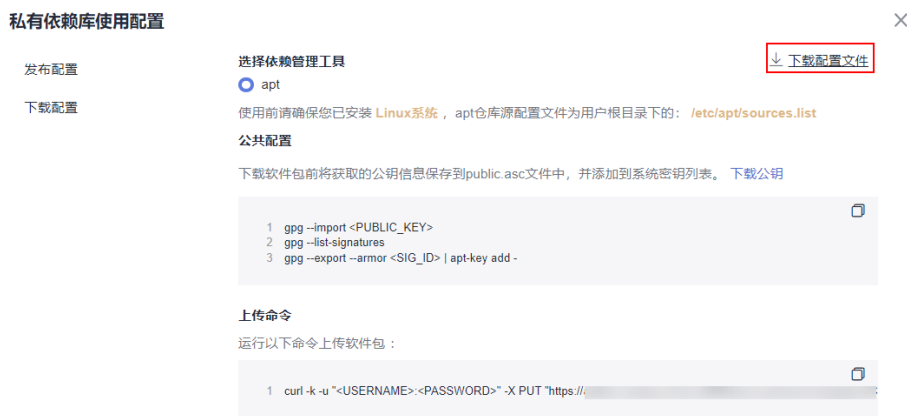 私有依赖库使用配置
发布配置
下载配置
选择依赖管理工具
下载配置文件
apt
使用前请确保您已安装 Linux系统 ，apt仓库源配置文件为用户根目录下的： /etc/apt/sources.list
公共配置
下载软件包前将获取的公钥信息保存到public.asc文件中，并添加到系统密钥列表。 下载公钥
1 gpg --import <PUBLIC_KEY>
2 gpg --list-signatures
3 gpg --export --armor <SIG_ID> | apt-key add -
上传命令
运行以下命令上传软件包：
1 curl -k -u "<USERNAME>:<PASSWORD>" -X PUT "https://